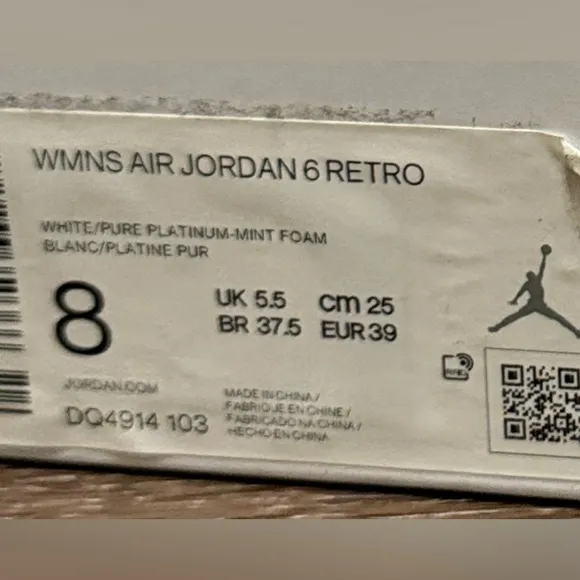 WMNS AIR JORDAN 6 RETRO
WHITE/PURE PLATINUM-MINT FOAM
BLANC/PLATINE PUR
8
UK 5.5 cm 25
BR 37.5 EUR 39
JORDAN.COM
DQ4914 103
MADE IN CHINA/
FABRIQUE EN CHINE/
FABRICADO NA CHINA/
HECHO EN CHINA
RFID